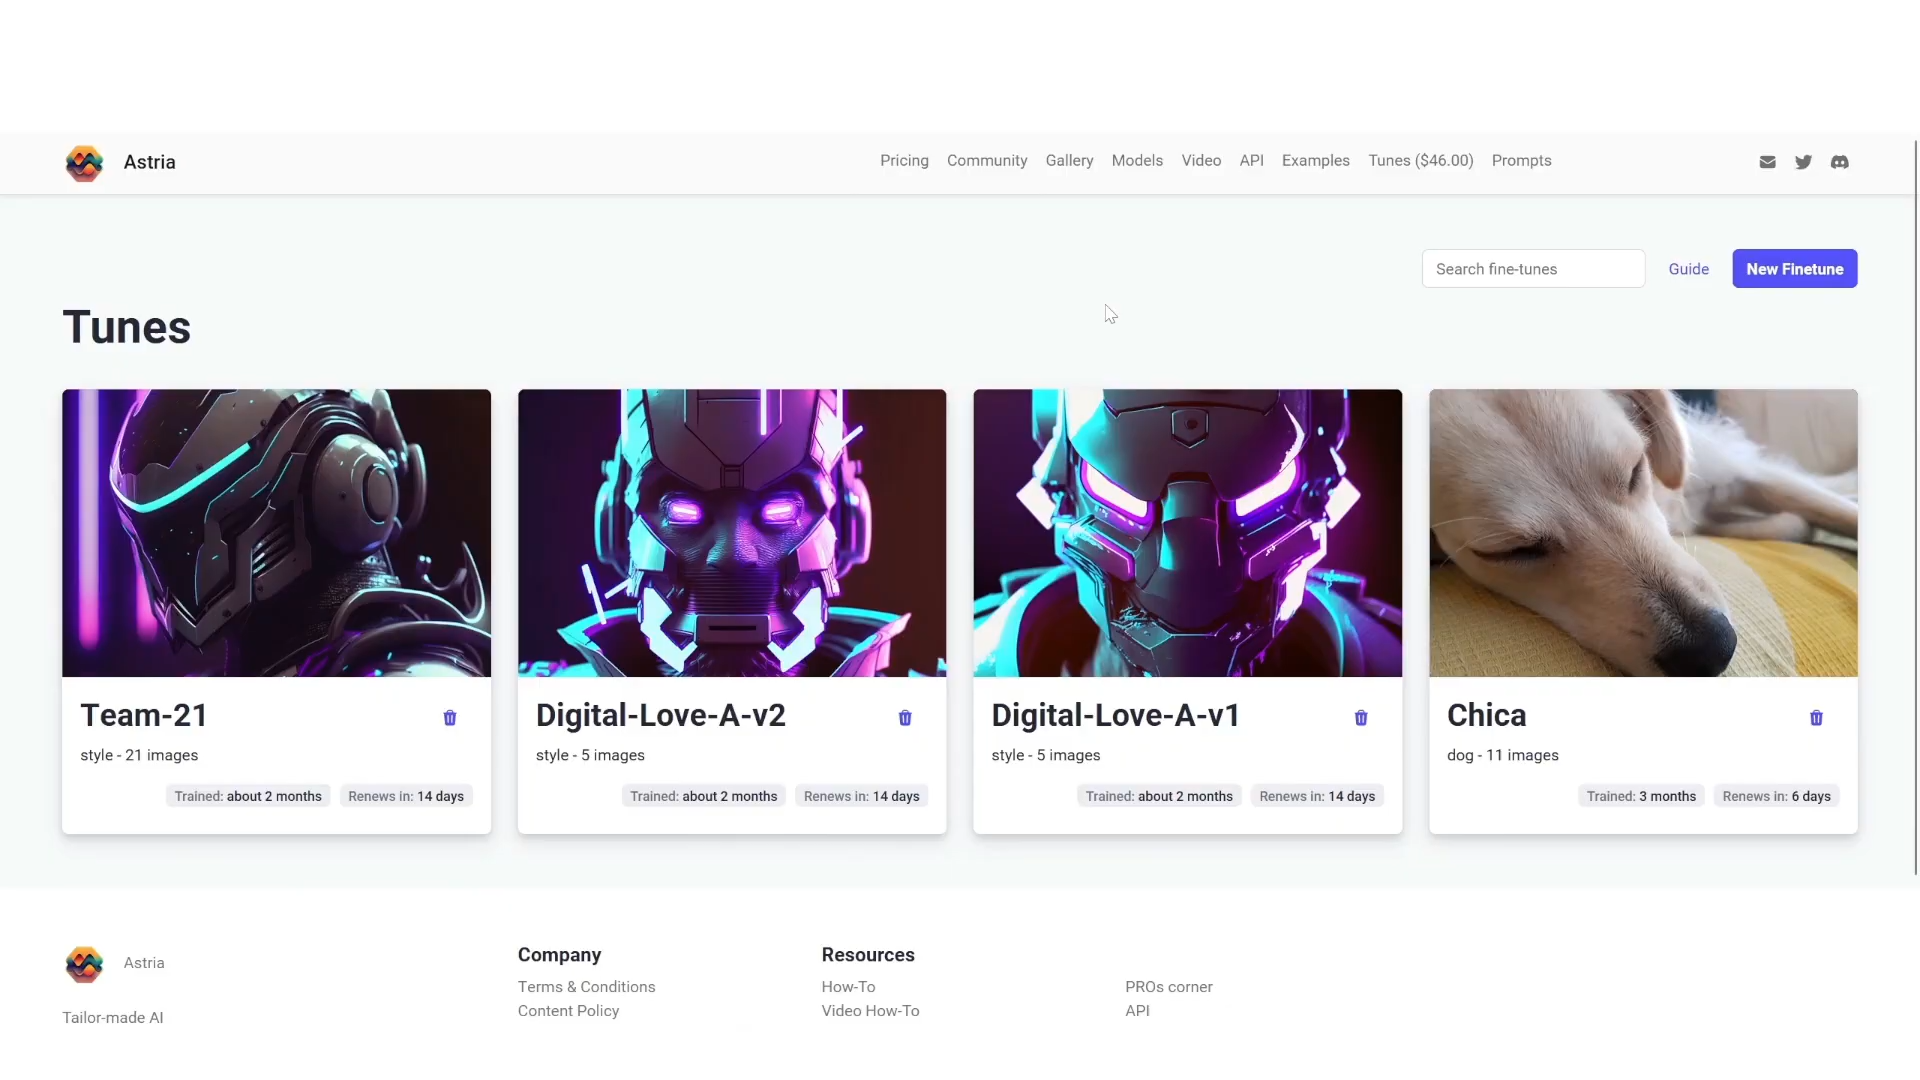 Astria
Pricing Community Gallery Models Video API Examples Tunes ($46.00) Prompts
Search fine-tunes Guide New Finetune
Tunes
Team-21
style - 21 images
Trained: about 2 months Renews in: 14 days
Digital-Love-A-v2
style - 5 images
Trained: about 2 months Renews in: 14 days
Digital-Love-A-v1
style - 5 images
Trained: about 2 months Renews in: 14 days
Chica
dog - 11 images
Trained: 3 months Renews in: 6 days
Astria
Tailor-made AI
Company
Terms & Conditions
Content Policy
Resources
How-To
Video How-To
PROs corner
API